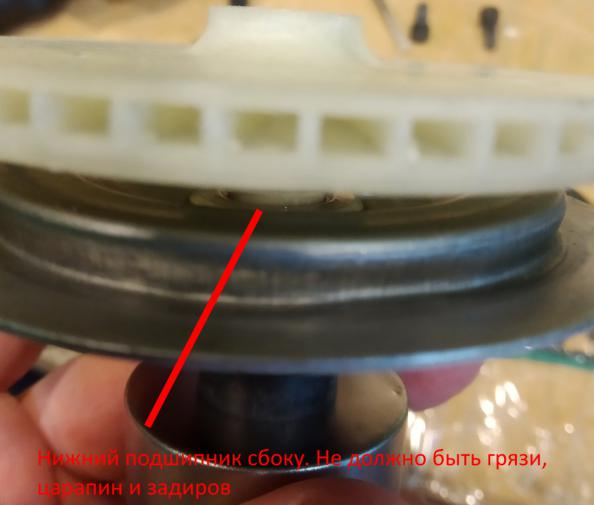 Нижний подшипник сбоку. Не должно быть грязи,
царапин и задиров